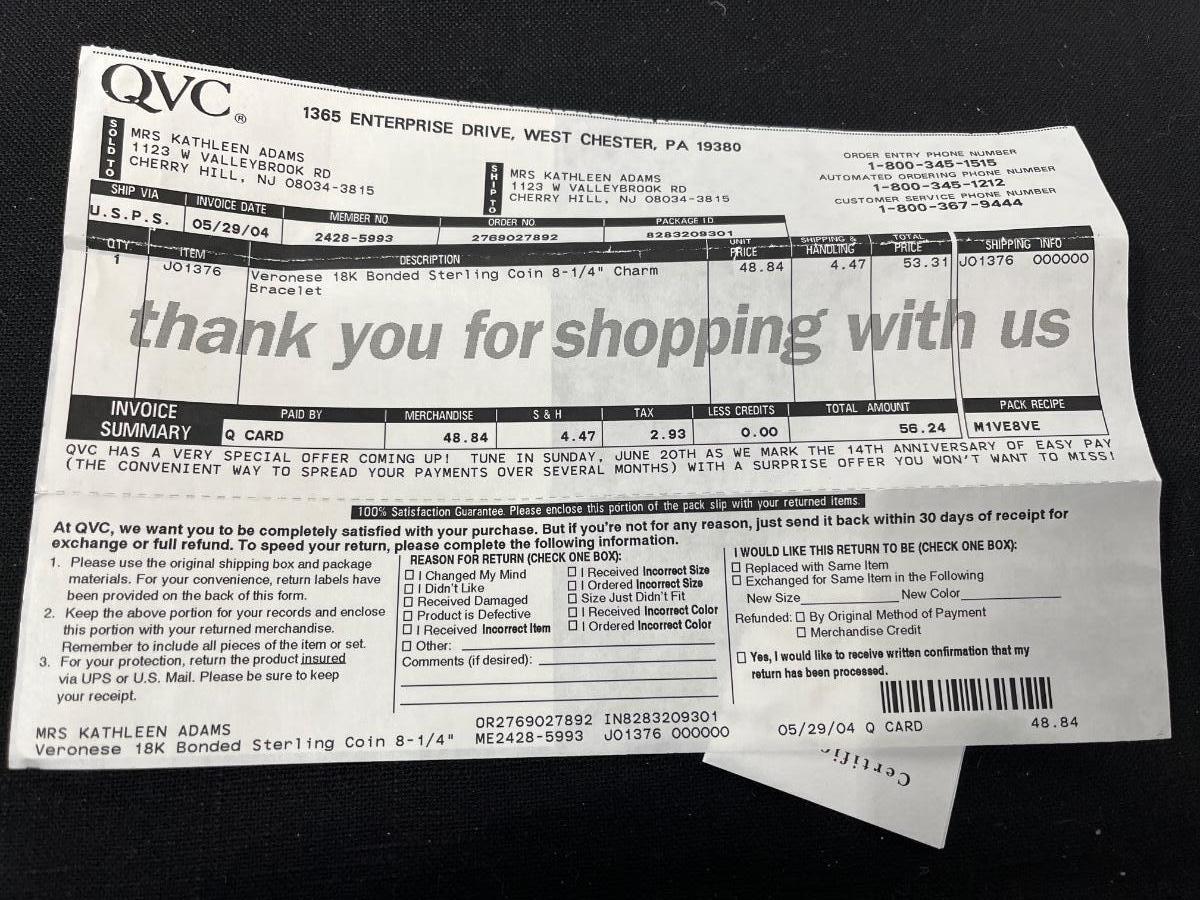 QVC®
1365 ENTERPRISE DRIVE, WEST CHESTER, PA 19380
SOLD TO
MRS KATHLEEN ADAMS
1123 W VALLEYBROOK RD
CHERRY HILL, NJ 08034-3815
SHIP TO
MRS KATHLEEN ADAMS
1123 W VALLEYBROOK RD
CHERRY HILL, NJ 08034-3815
ORDER ENTRY PHONE NUMBER
1-800-345-1515
AUTOMATED ORDERING PHONE NUMBER
1-800-345-1212
CUSTOMER SERVICE PHONE NUMBER
1-800-367-9444
SHIP VIA INVOICE DATE MEMBER NO. ORDER NO. PACKAGE ID
U.S.P.S. 05/29/04 2428-5993 2769027892 8283209301
QTY ITEM DESCRIPTION UNIT PRICE SHIPPING & HANDLING TOTAL PRICE SHIPPING INFO
1 J01376 Veronese 18K Bonded Sterling Coin 8-1/4" Charm 48.84 4.47 53.31 J01376 000000
Bracelet
thank you for shopping with us
INVOICE SUMMARY PAID BY MERCHANDISE S & H TAX LESS CREDITS TOTAL AMOUNT PACK RECIPE
Q CARD 48.84 4.47 2.93 0.00 56.24 M1VE8VE
QVC HAS A VERY SPECIAL OFFER COMING UP! TUNE IN SUNDAY, JUNE 20TH AS WE MARK THE 14TH ANNIVERSARY OF EASY PAY
(THE CONVENIENT WAY TO SPREAD YOUR PAYMENTS OVER SEVERAL MONTHS) WITH A SURPRISE OFFER YOU WON'T WANT TO MISS!
100% Satisfaction Guarantee. Please enclose this portion of the pack slip with your returned items.
At QVC, we want you to be completely satisfied with your purchase. But if you're not for any reason, just send it back within 30 days of receipt for
exchange or full refund. To speed your return, please complete the following information.
1. Please use the original shipping box and package
materials. For your convenience, return labels have
been provided on the back of this form.
2. Keep the above portion for your records and enclose
this portion with your returned merchandise.
Remember to include all pieces of the item or set.
3. For your protection, return the product insured
via UPS or U.S. Mail. Please be sure to keep
your receipt.
REASON FOR RETURN (CHECK ONE BOX):
☐ I Changed My Mind
☐ I Didn't Like
☐ Received Damaged
☐ Product is Defective
☐ I Received Incorrect Item
☐ I Received Incorrect Size
☐ I Ordered Incorrect Size
☐ Size Just Didn't Fit
☐ I Received Incorrect Color
☐ I Ordered Incorrect Color
☐ Other:
Comments (if desired):
I WOULD LIKE THIS RETURN TO BE (CHECK ONE BOX):
☐ Replaced with Same Item
☐ Exchanged for Same Item in the Following
New Size New Color
Refunded: ☐ By Original Method of Payment
☐ Merchandise Credit
☐ Yes, I would like to receive written confirmation that my
return has been processed.
MRS KATHLEEN ADAMS OR2769027892 IN8283209301
Veronese 18K Bonded Sterling Coin 8-1/4" ME2428-5993 J01376 000000 05/29/04 Q CARD 48.84